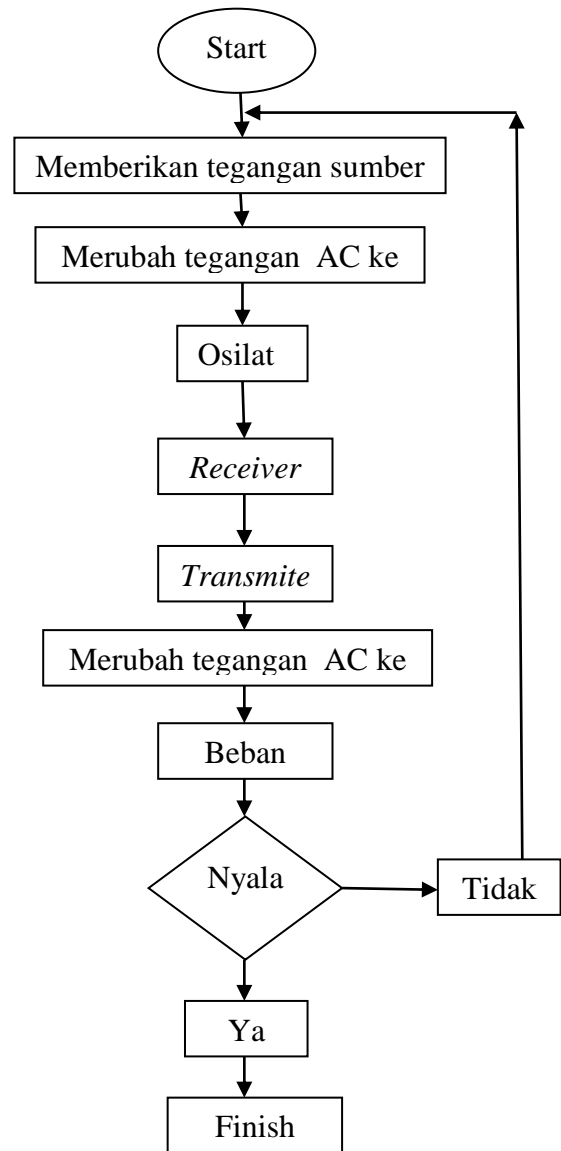 Start
Memberikan tegangan sumber
Merubah tegangan AC ke
Osilat
Receiver
Transmite
Merubah tegangan AC ke
Beban
Nyala
Tidak
Ya
Finish